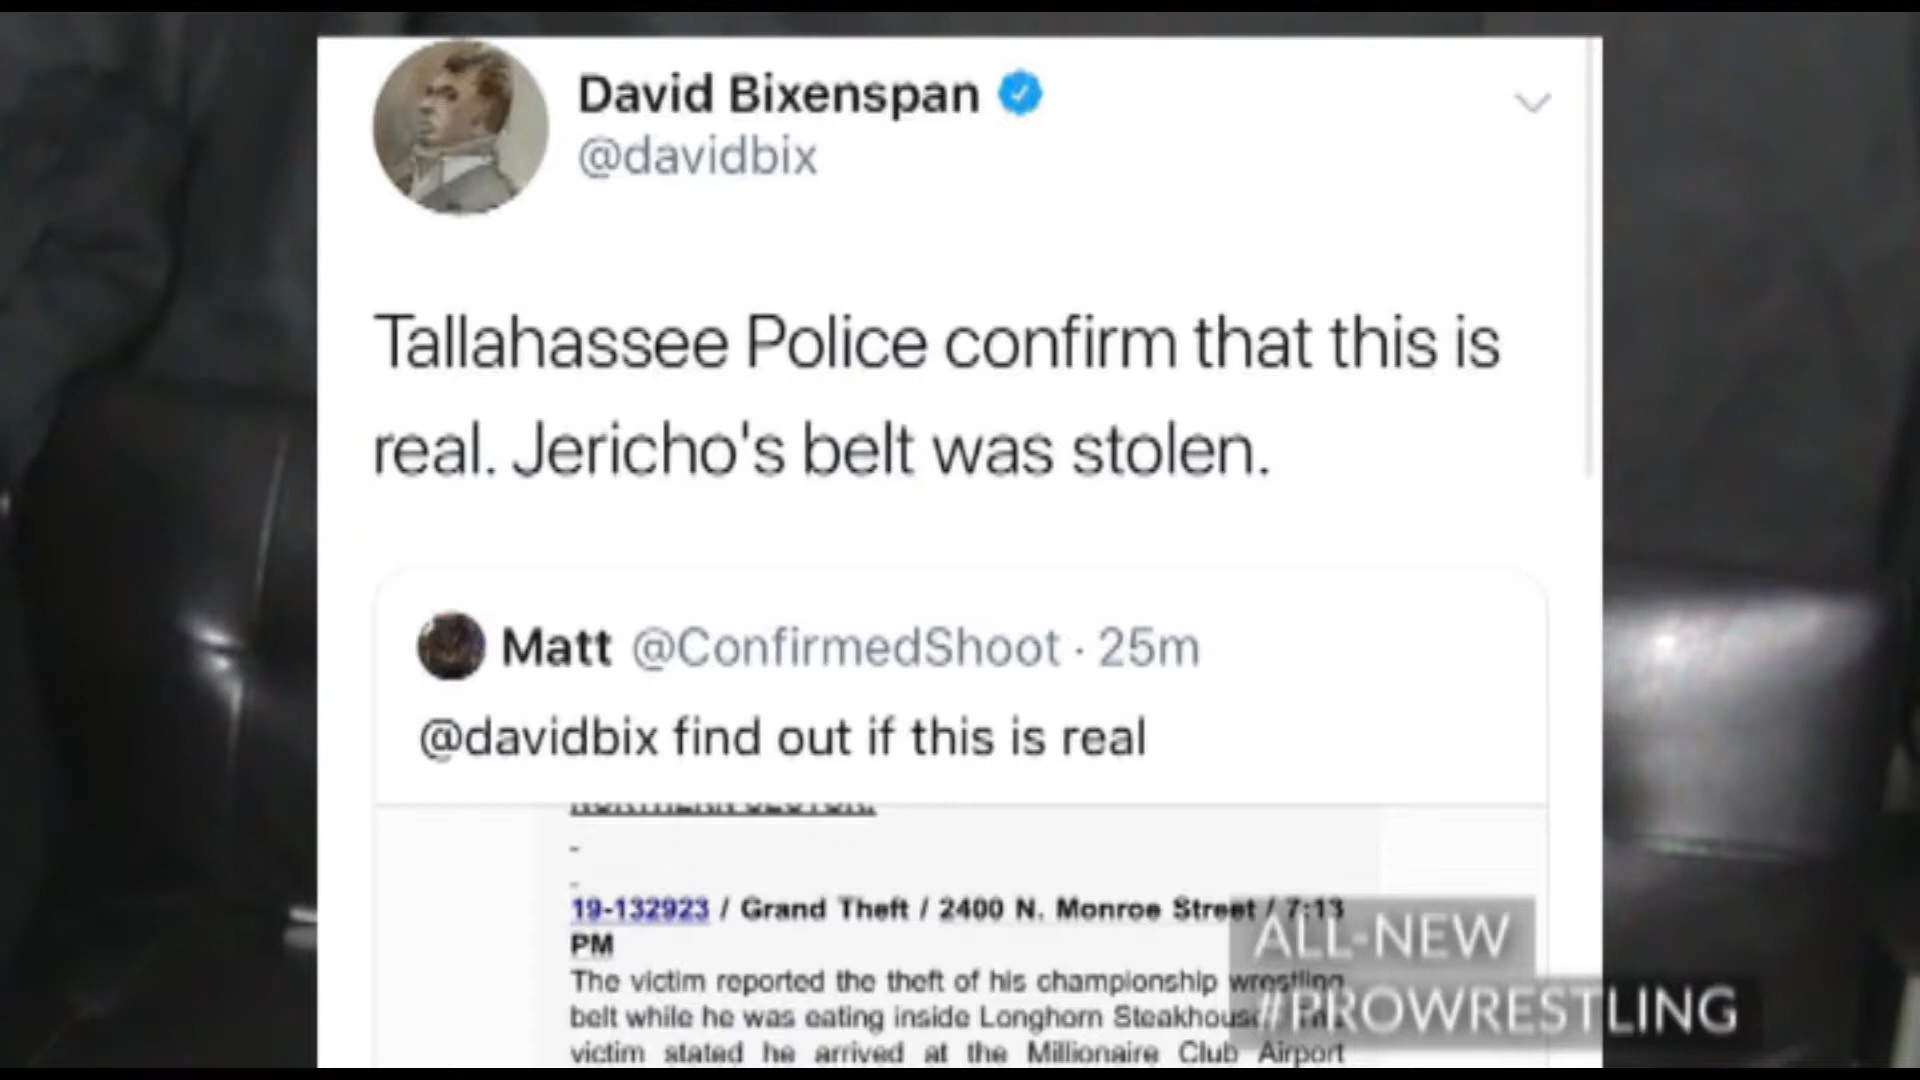 David Bixenspan
@davidbix
Tallahassee Police confirm that this is
real. Jericho's belt was stolen.
Matt @ConfirmedShoot · 25m
@davidbix find out if this is real
-
-
19-132923 / Grand Theft / 2400 N. Monroe Street / 7:13
PM
The victim reported the theft of his championship wrestling
belt while he was eating inside Longhorn Steakhouse.
victim stated he arrived at the Millionaire Club Airport
ALL-NEW
#PROWRESTLING